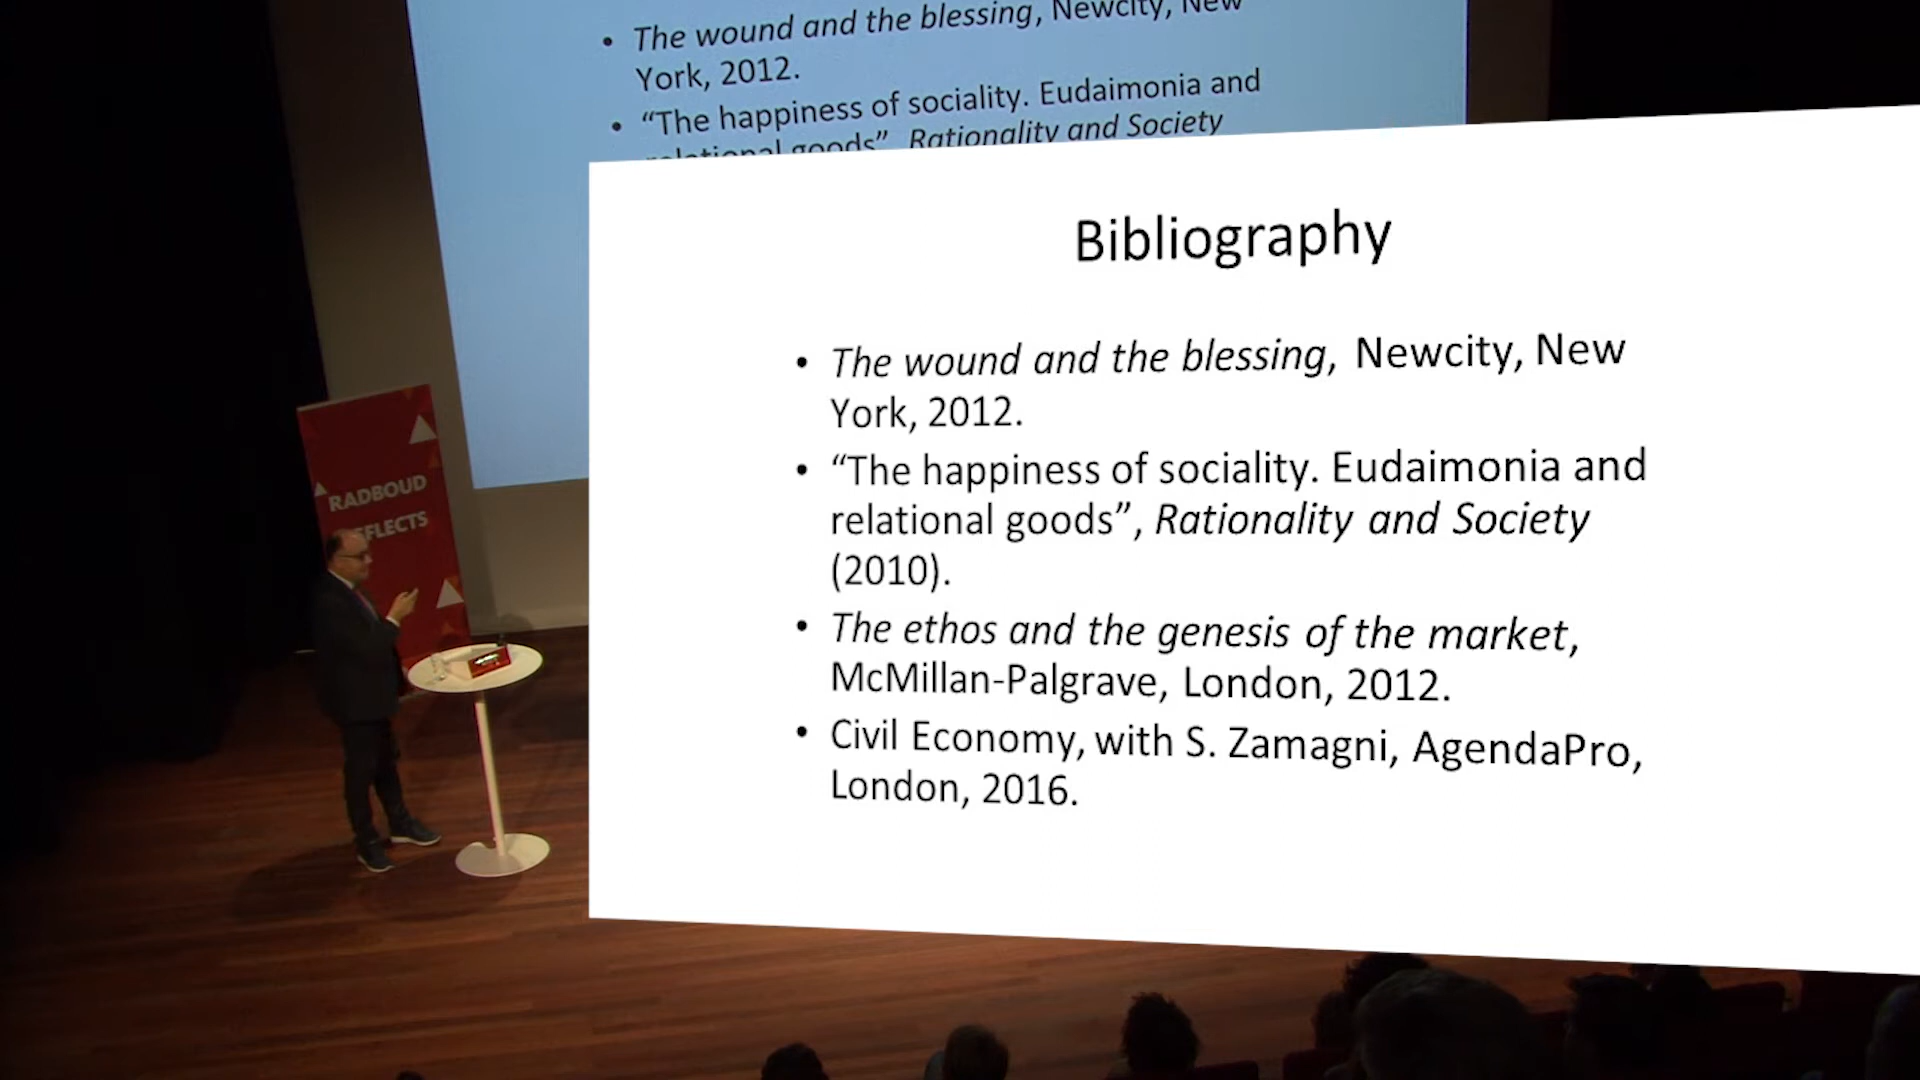 • The wound and the blessing, Newcity, New
York, 2012.
• “The happiness of sociality. Eudaimonia and
relational goods” Rationality and Society
RADBOUD
REFLECTS
Bibliography
• The wound and the blessing, Newcity, New
York, 2012.
• “The happiness of sociality. Eudaimonia and
relational goods”, Rationality and Society
(2010).
• The ethos and the genesis of the market,
McMillan-Palgrave, London, 2012.
• Civil Economy, with S. Zamagni, AgendaPro,
London, 2016.